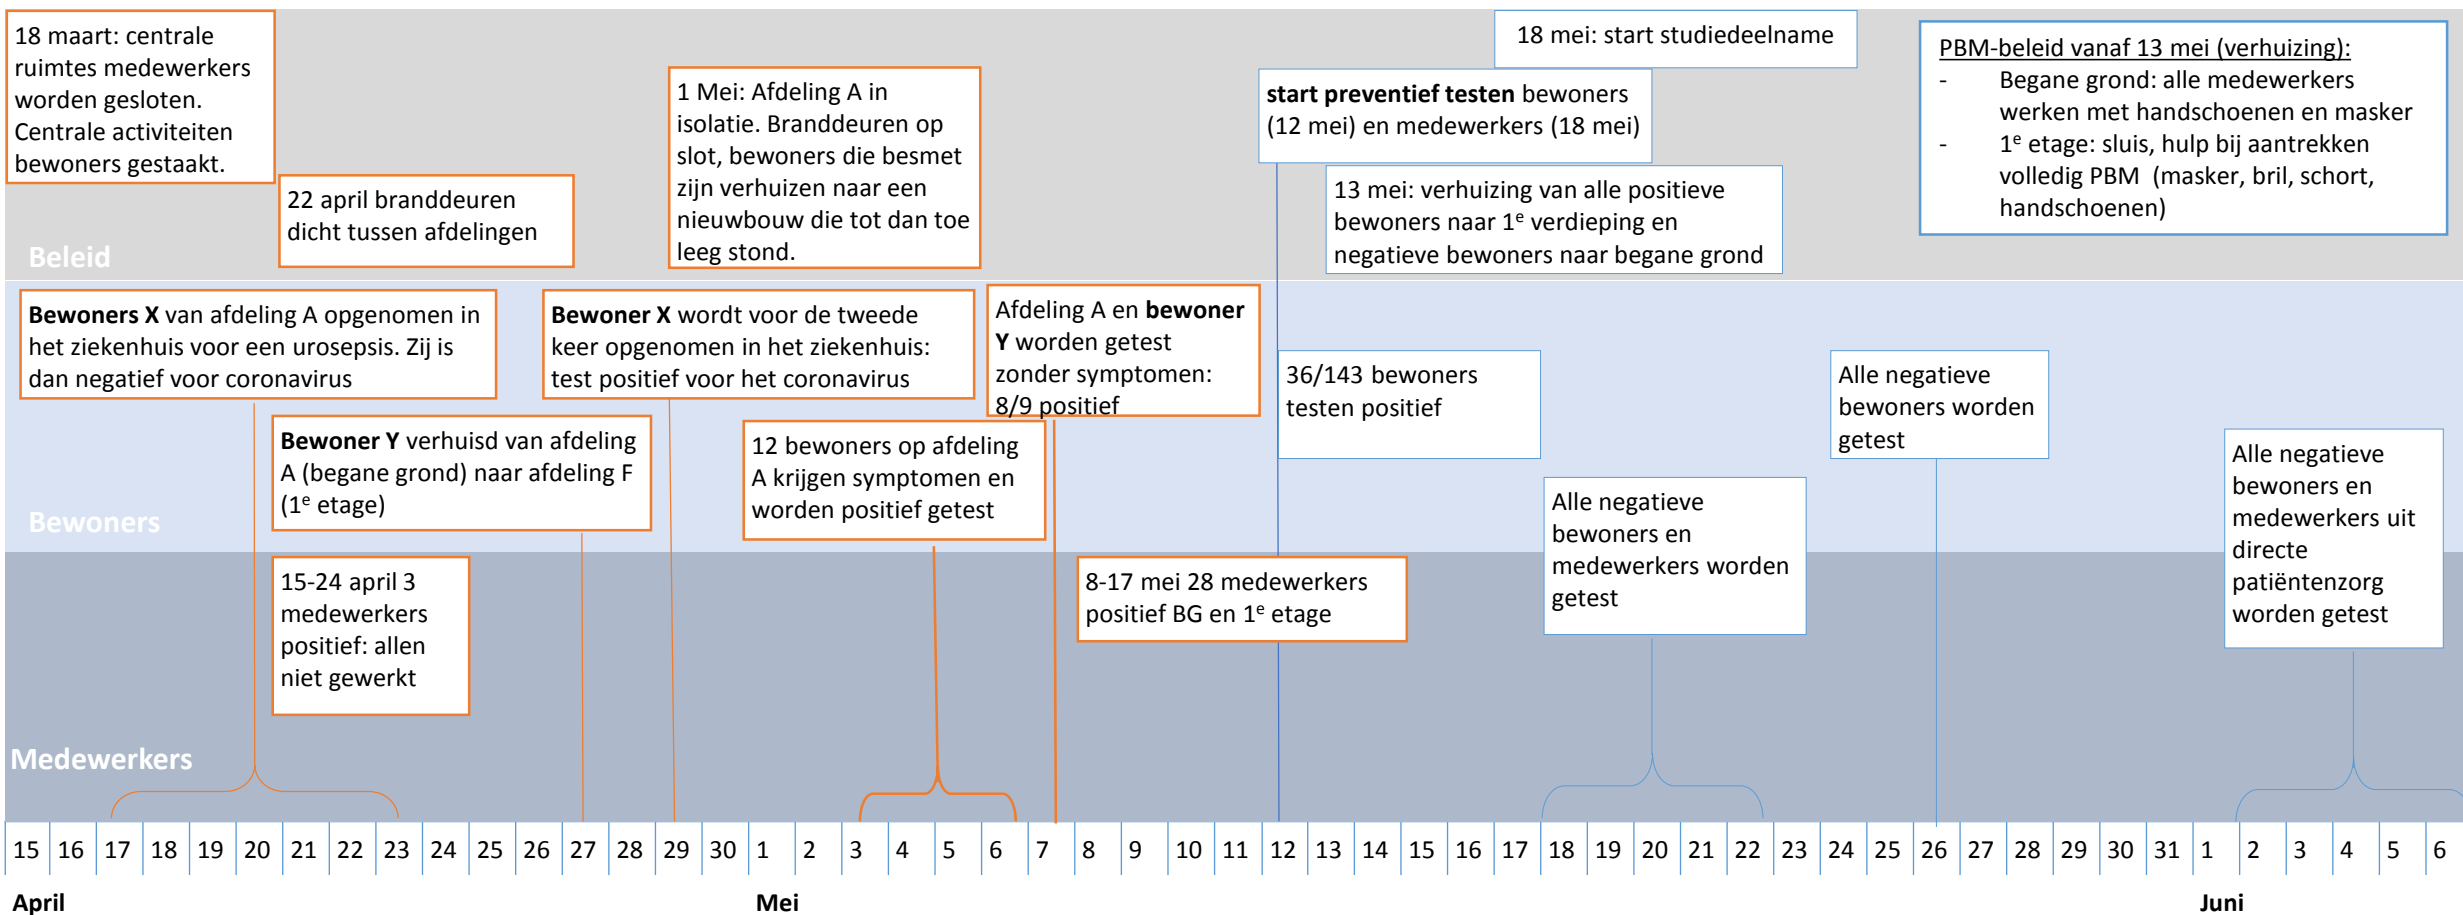 18 maart: centrale
ruimtes medewerkers
worden gesloten.
Centrale activiteiten
bewoners gestaakt.
22 april branddeuren
dicht tussen afdelingen
1 Mei: Afdeling A in
isolatie. Branddeuren op
slot, bewoners die besmet
zijn verhuizen naar een
nieuwbouw die tot dan toe
leeg stond.
18 mei: start studiedeelname
start preventief testen bewoners
(12 mei) en medewerkers (18 mei)
13 mei: verhuizing van alle positieve
bewoners naar 1e verdieping en
negatieve bewoners naar begane grond
PBM-beleid vanaf 13 mei (verhuizing):
- Begane grond: alle medewerkers
werken met handschoenen en masker
- 1e etage: sluis, hulp bij aantrekken
volledig PBM (masker, bril, schort,
handschoenen)
Beleid
Bewoners X van afdeling A opgenomen in
het ziekenhuis voor een urosepsis. Zij is
dan negatief voor coronavirus
Bewoner Y verhuisd van afdeling
A (begane grond) naar afdeling F
(1e etage)
Bewoner X wordt voor de tweede
keer opgenomen in het ziekenhuis:
test positief voor het coronavirus
12 bewoners op afdeling
A krijgen symptomen en
worden positief getest
Afdeling A en bewoner
Y worden getest
zonder symptomen:
8/9 positief
36/143 bewoners
testen positief
Alle negatieve
bewoners en
medewerkers worden
getest
Alle negatieve
bewoners worden
getest
Alle negatieve
bewoners en
medewerkers uit
directe
patiëntenzorg
worden getest
Bewoners
15-24 april 3
medewerkers
positief: allen
niet gewerkt
8-17 mei 28 medewerkers
positief BG en 1e etage
Medewerkers
15 16 17 18 19 20 21 22 23 24 25 26 27 28 29 30 1 2 3 4 5 6 7 8 9 10 11 12 13 14 15 16 17 18 19 20 21 22 23 24 25 26 27 28 29 30 31 1 2 3 4 5 6
April Mei Juni